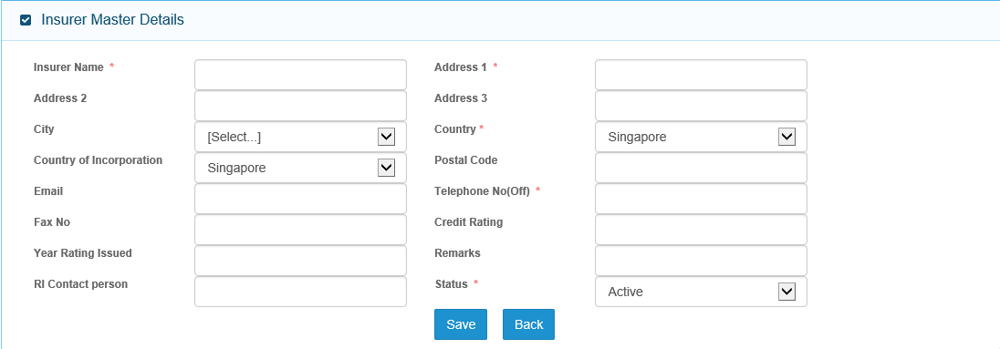 Insurer Master Details
Insurer Name * Address 1 *
Address 2 Address 3
City [Select...] Country * Singapore
Country of Incorporation Singapore Postal Code
Email Telephone No(Off) *
Fax No Credit Rating
Year Rating Issued Remarks
RI Contact person Status * Active
Save Back